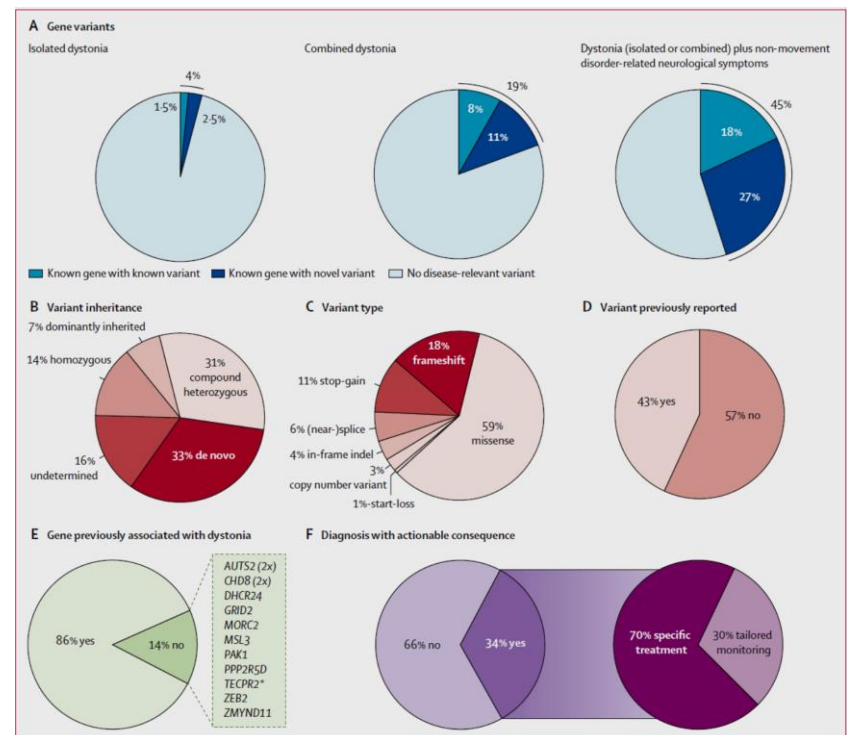 A Gene variants
Isolated dystonia
Combined dystonia
Dystonia (isolated or combined) plus non-movement
disorder-related neurological symptoms
4%
1·5%
2·5%
19%
8%
11%
45%
18%
27%
Known gene with known variant
Known gene with novel variant
No disease-relevant variant
B Variant inheritance
7% dominantly inherited
14% homozygous
31%
compound
heterozygous
16%
undetermined
33% de novo
C Variant type
18%
frameshift
11% stop-gain
6% (near-)splice
4% in-frame indel
3%
copy number variant
1%-start-loss
59%
missense
D Variant previously reported
43% yes
57% no
E Gene previously associated with dystonia
86% yes
14% no
AUTS2 (2x)
CHD8 (2x)
DHCR24
GRID2
MORC2
MSL3
PAK1
PPP2R5D
TECPR2*
ZEB2
ZMYND11
F Diagnosis with actionable consequence
66% no
34% yes
70% specific
treatment
30% tailored
monitoring